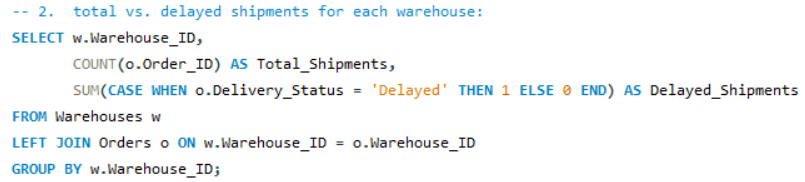 -- 2.  total vs. delayed shipments for each warehouse:
SELECT w.Warehouse_ID,
       COUNT(o.Order_ID) AS Total_Shipments,
       SUM(CASE WHEN o.Delivery_Status = 'Delayed' THEN 1 ELSE 0 END) AS Delayed_Shipments
FROM Warehouses w
LEFT JOIN Orders o ON w.Warehouse_ID = o.Warehouse_ID
GROUP BY w.Warehouse_ID;